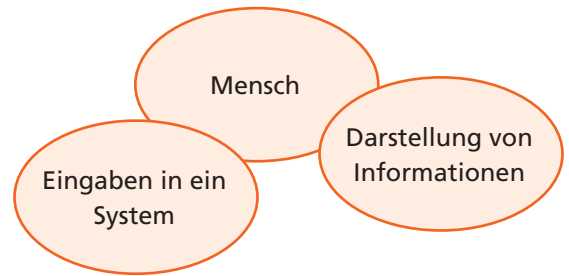 Mensch
Eingaben in ein
System
Darstellung von
Informationen